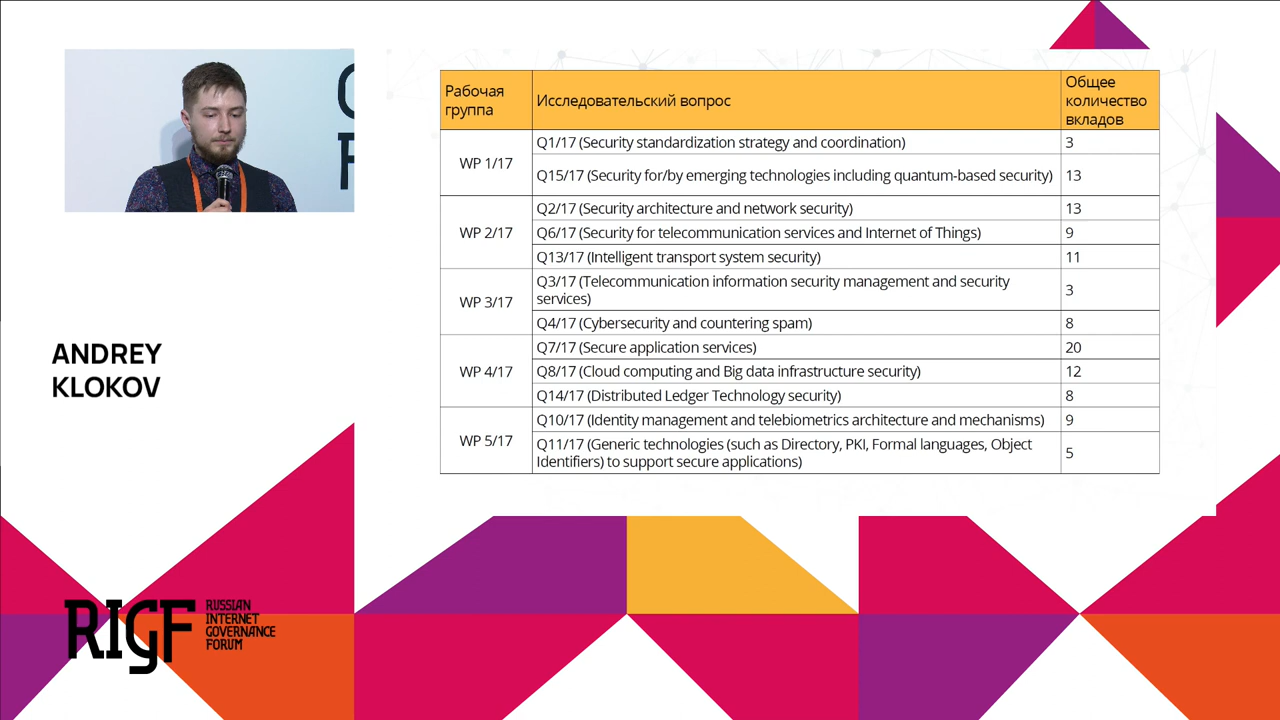 Рабочая
группа
Исследовательский вопрос
Общее
количество
вкладов
WP 1/17
Q1/17 (Security standardization strategy and coordination)
3
Q15/17 (Security for/by emerging technologies including quantum-based security)
13
WP 2/17
Q2/17 (Security architecture and network security)
13
Q6/17 (Security for telecommunication services and Internet of Things)
9
Q13/17 (Intelligent transport system security)
11
WP 3/17
Q3/17 (Telecommunication information security management and security
services)
3
Q4/17 (Cybersecurity and countering spam)
8
WP 4/17
Q7/17 (Secure application services)
20
Q8/17 (Cloud computing and Big data infrastructure security)
12
Q14/17 (Distributed Ledger Technology security)
8
WP 5/17
Q10/17 (Identity management and telebiometrics architecture and mechanisms)
9
Q11/17 (Generic technologies (such as Directory, PKI, Formal languages, Object
Identifiers) to support secure applications)
5
ANDREY
KLOKOV
RIGF
RUSSIAN
INTERNET
GOVERNANCE
FORUM